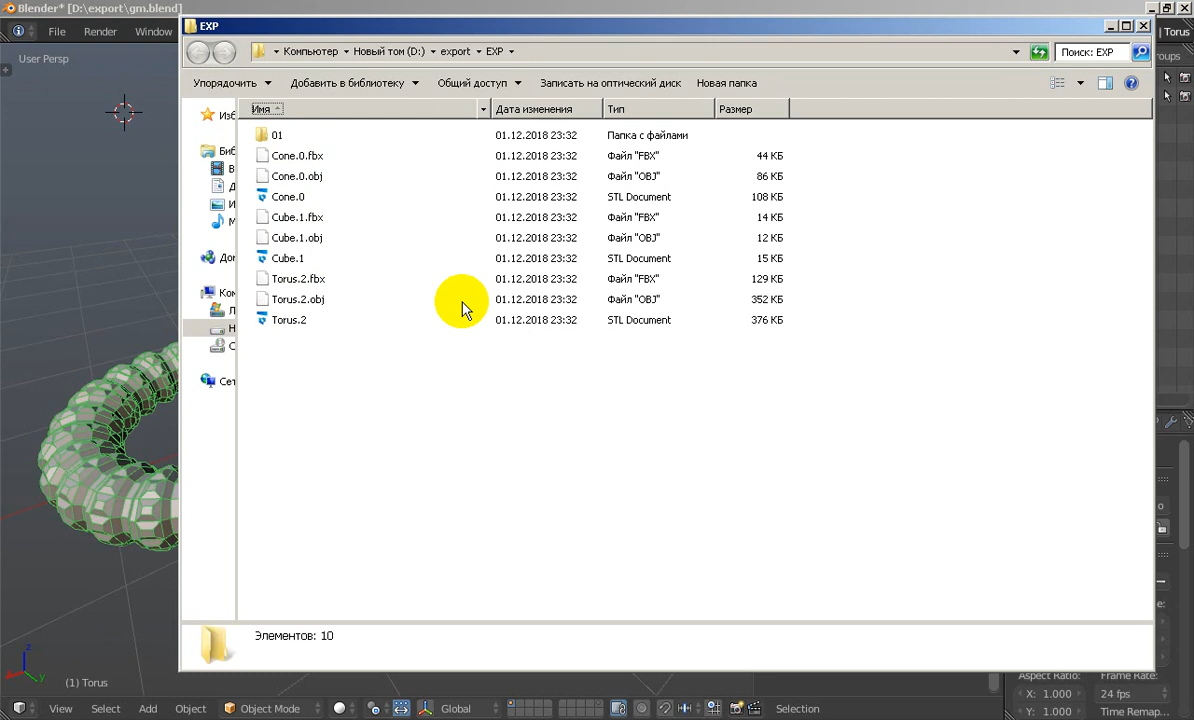 Blender* [D:\export\gm.blend]
File Render Window
User Persp
EXP
Компьютер Новый том (D:) export EXP
Поиск: EXP
Torus
Упорядочить Добавить в библиотеку Общий доступ Записать на оптический диск Новая папка
Имя Дата изменения Тип Размер
01 01.12.2018 23:32 Папка с файлами
Cone.0.fbx 01.12.2018 23:32 Файл "FBX" 44 КБ
Cone.0.obj 01.12.2018 23:32 Файл "OBJ" 86 КБ
Cone.0 01.12.2018 23:32 STL Document 108 КБ
Cube.1.fbx 01.12.2018 23:32 Файл "FBX" 14 КБ
Cube.1.obj 01.12.2018 23:32 Файл "OBJ" 12 КБ
Cube.1 01.12.2018 23:32 STL Document 15 КБ
Torus.2.fbx 01.12.2018 23:32 Файл "FBX" 129 КБ
Torus.2.obj 01.12.2018 23:32 Файл "OBJ" 352 КБ
Torus.2 01.12.2018 23:32 STL Document 376 КБ
Изб
Биб
В
Д
И
М
Дог
Ком
Л
Н
С
Сет
Элементов: 10
(1) Torus
Aspect Ratio: Frame Rate:
X: 1.000 24 fps
Y: 1.000 Time Remap...
View Select Add Object Object Mode Global Selection